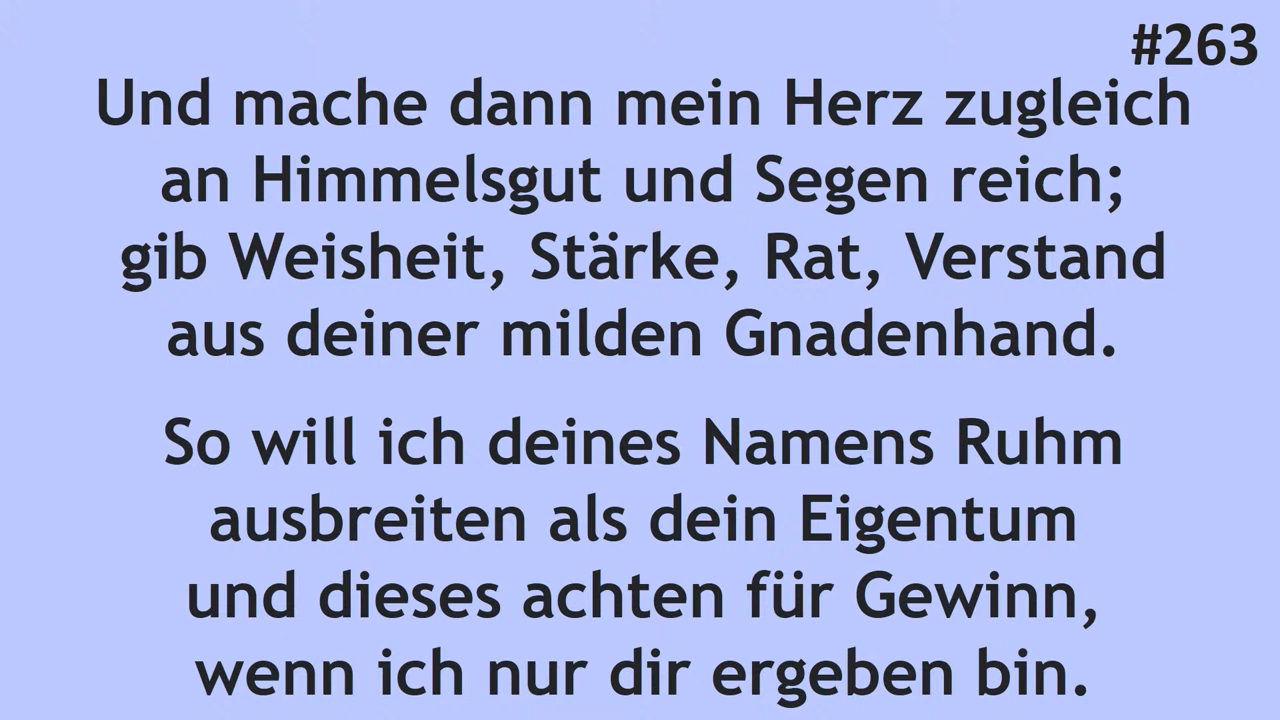 #263
Und mache dann mein Herz zugleich
an Himmelsgut und Segen reich;
gib Weisheit, Stärke, Rat, Verstand
aus deiner milden Gnadenhand.
So will ich deines Namens Ruhm
ausbreiten als dein Eigentum
und dieses achten für Gewinn,
wenn ich nur dir ergeben bin.